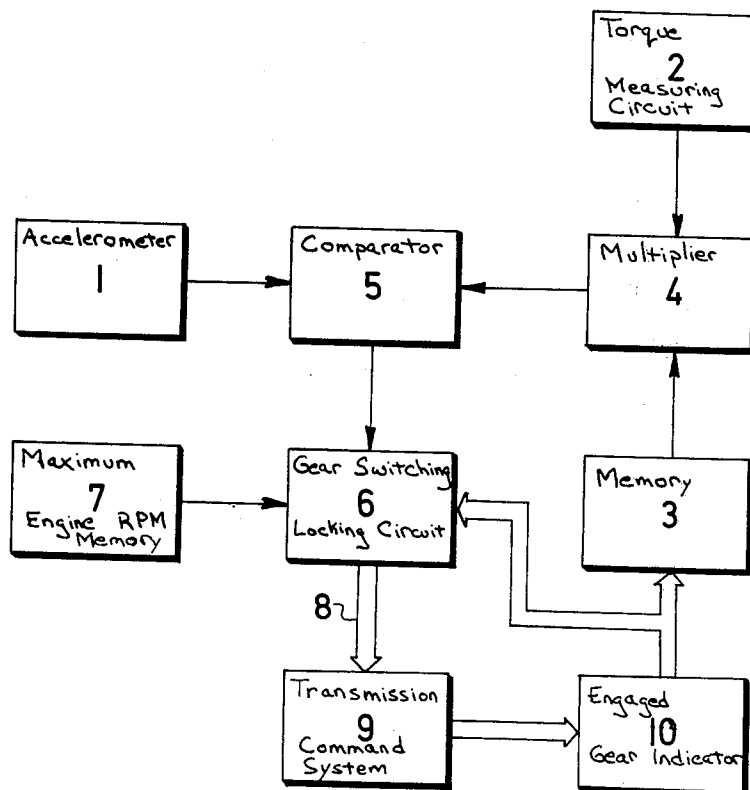 Torque
2
Measuring
Circuit
Accelerometer
1
Comparator
5
Multiplier
4
Maximum
7
Engine RPM
Memory
Gear Switching
6
Locking Circuit
Memory
3
8
Transmission
9
Command
System
Engaged
10
Gear Indicator